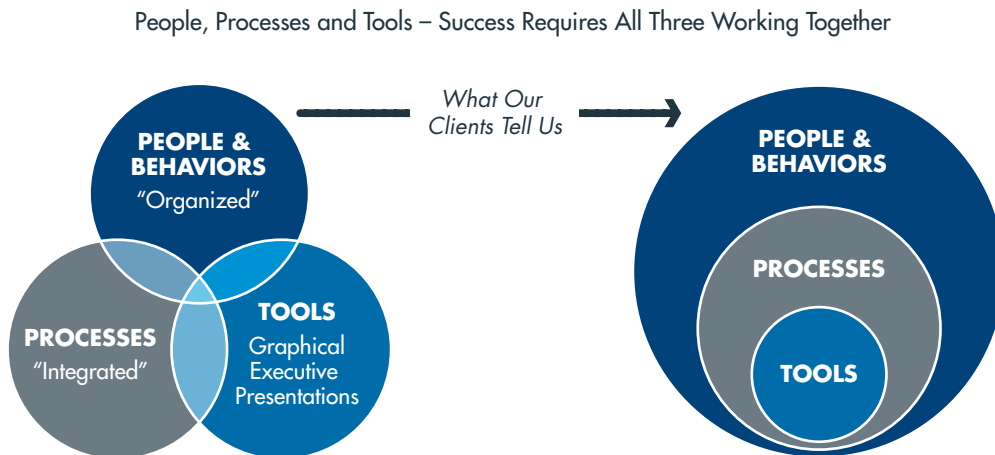 People, Processes and Tools – Success Requires All Three Working Together
What Our
Clients Tell Us
PEOPLE &
BEHAVIORS
“Organized”
PROCESSES
“Integrated”
TOOLS
Graphical
Executive
Presentations
PEOPLE &
BEHAVIORS
PROCESSES
TOOLS